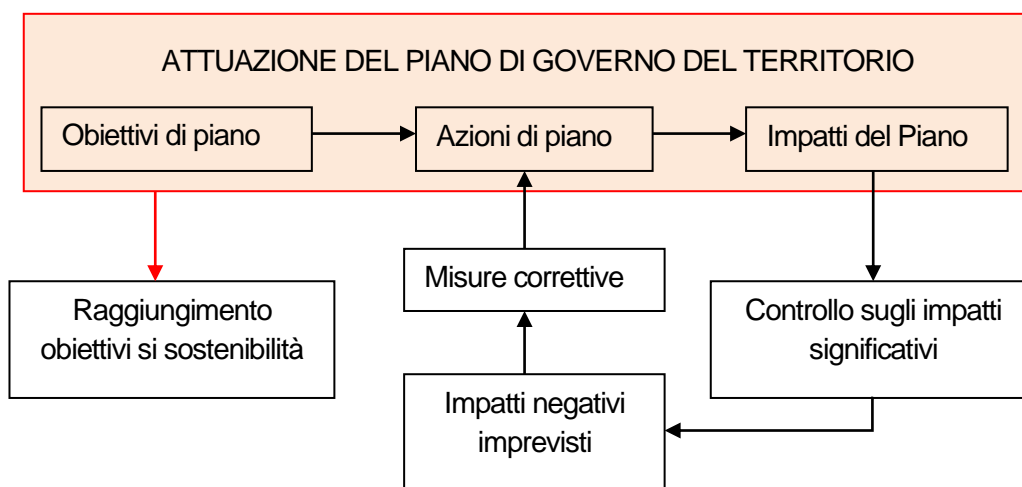 ATTUAZIONE DEL PIANO DI GOVERNO DEL TERRITORIO
Obiettivi di piano
Azioni di piano
Impatti del Piano
Misure correttive
Raggiungimento
obiettivi si sostenibilità
Controllo sugli impatti
significativi
Impatti negativi
imprevisti